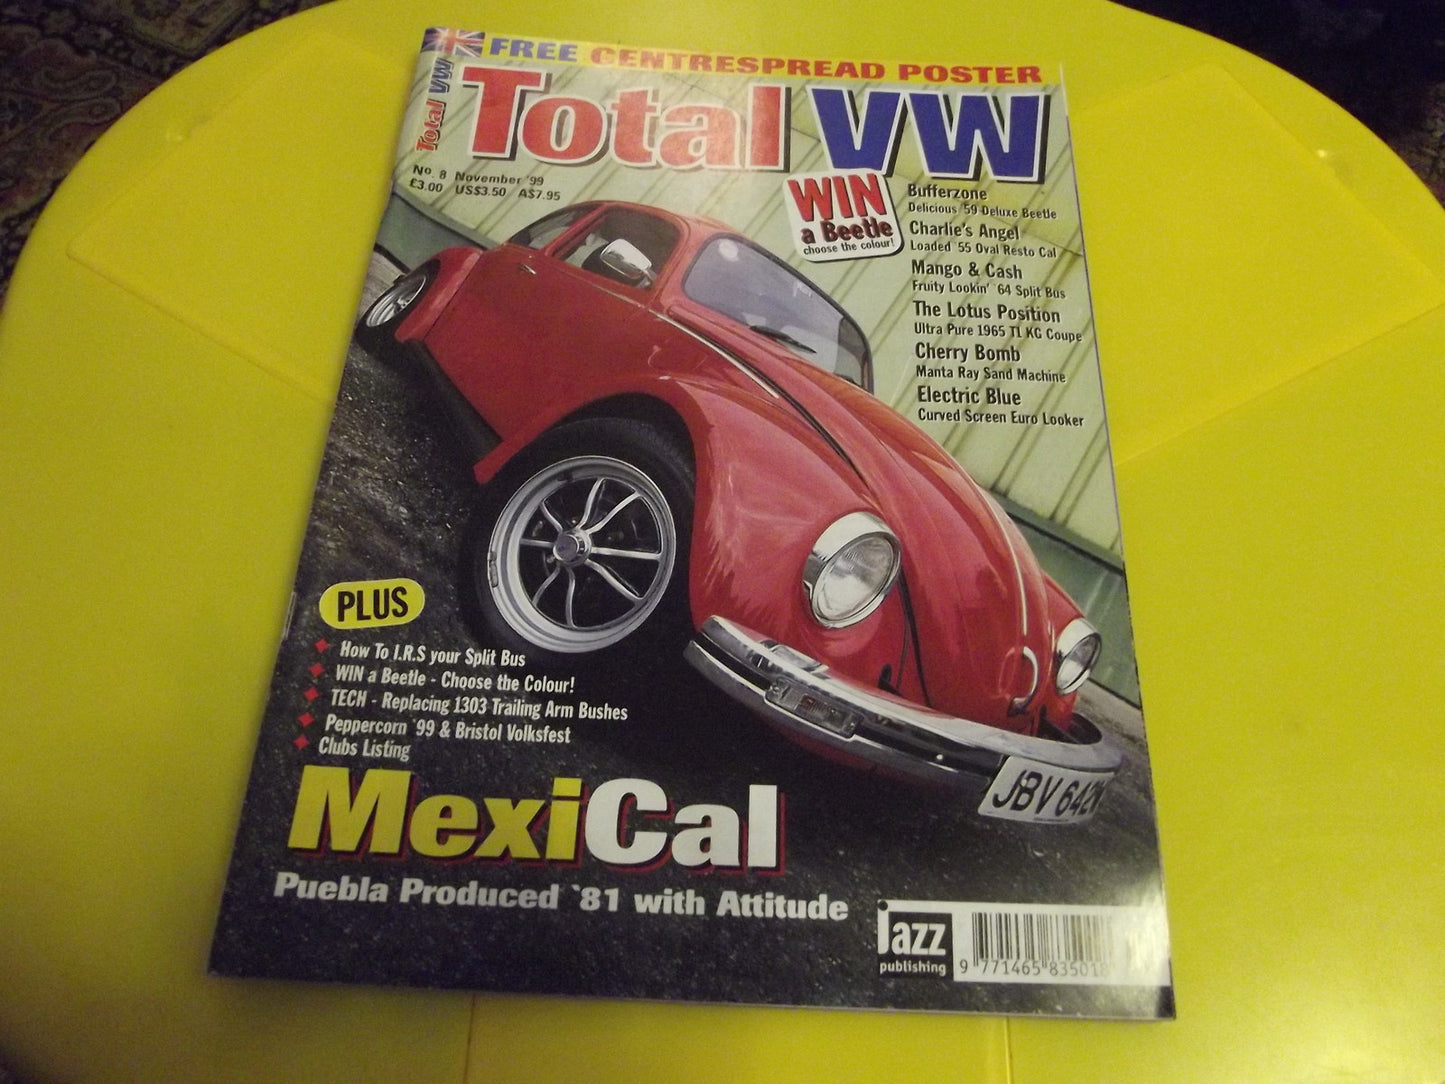 FREE CENTRESPREAD POSTER
Total VW
Total VW
No. 8 November '99
£3.00 US$3.50 A$7.95
WIN
a Beetle
choose the colour!
Bufferzone
Delicious '59 Deluxe Beetle
Charlie's Angel
Loaded '55 Oval Resto Cal
Mango & Cash
Fruity Lookin' '64 Split Bus
The Lotus Position
Ultra Pure 1965 T1 KG Coupe
Cherry Bomb
Manta Ray Sand Machine
Electric Blue
Curved Screen Euro Looker
PLUS
How To I.R.S your Split Bus
WIN a Beetle - Choose the Colour!
TECH - Replacing 1303 Trailing Arm Bushes
Peppercorn '99 & Bristol Volksfest
Clubs Listing
JBV 642W
MexiCal
Puebla Produced `81 with Attitude
Jazz
publishing
9 771465 835018